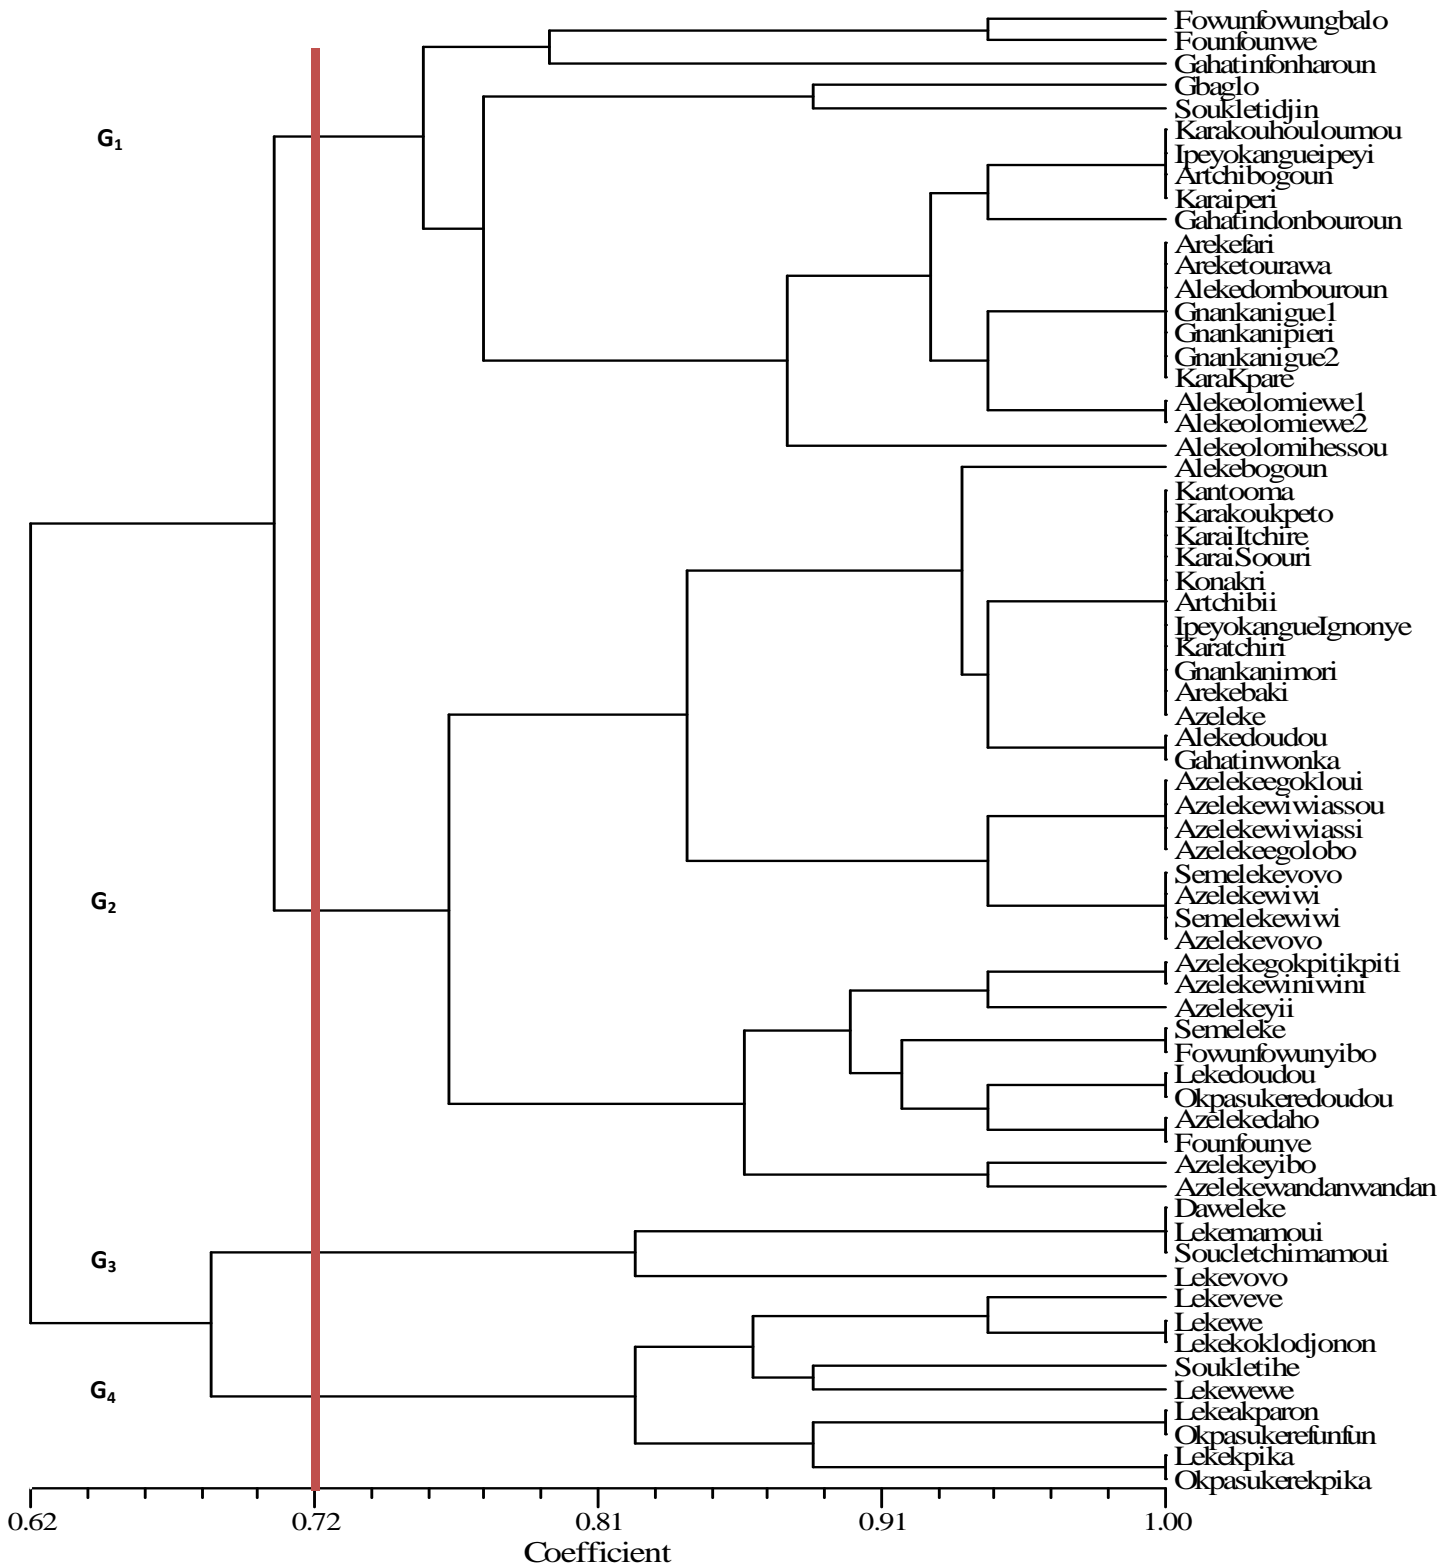 Fowunfowungbalo
Founfounwe
Gahatinfonharoun
Gbaglo
Soukletidjin
G1
Karakouhouloumou
Ipeyokangueipeyi
Artchibogoun
Karaiperi
Gahatindonbouroun
Arekefari
Areketourawa
Alekedombouroun
Gnankanigue1
Gnankanipieri
Gnankanigue2
KaraKpare
Alekeolomiewe1
Alekeolomiewe2
Alekeolomihessou
Alekebogoun
Kantooma
Karakoukpeto
KaraiItchire
KaraiSoouri
Konakri
Artchibii
IpeyokangueIgnonye
Karatchiri
Gnankanimori
Arekebaki
Azeleke
Alekedoudou
Gahatinwonka
Azelekeegokloui
Azelekewiwiassou
Azelekewiwiassi
Azelekeegolobo
Semelekevovo
Azelekewiwi
G2
Semelekewiwi
Azelekevovo
Azelekegokpitikpiti
Azelekewiniwini
Azelekeyii
Semeleke
Fowunfowunyibo
Lekedoudou
Okpasukeredoudou
Azelekedaho
Founfounve
Azelekeyibo
Azelekewandanwandan
Daweleke
Lekemamoui
Soucletchimamoui
G3
Lekevovo
Lekeveve
Lekewe
Lekekoklodjonon
Soukletihe
Lekewewe
G4
Lekeakparon
Okpasukerefunfun
Lekekpika
Okpasukerekpika
0.62 0.72 0.81 0.91 1.00
Coefficient